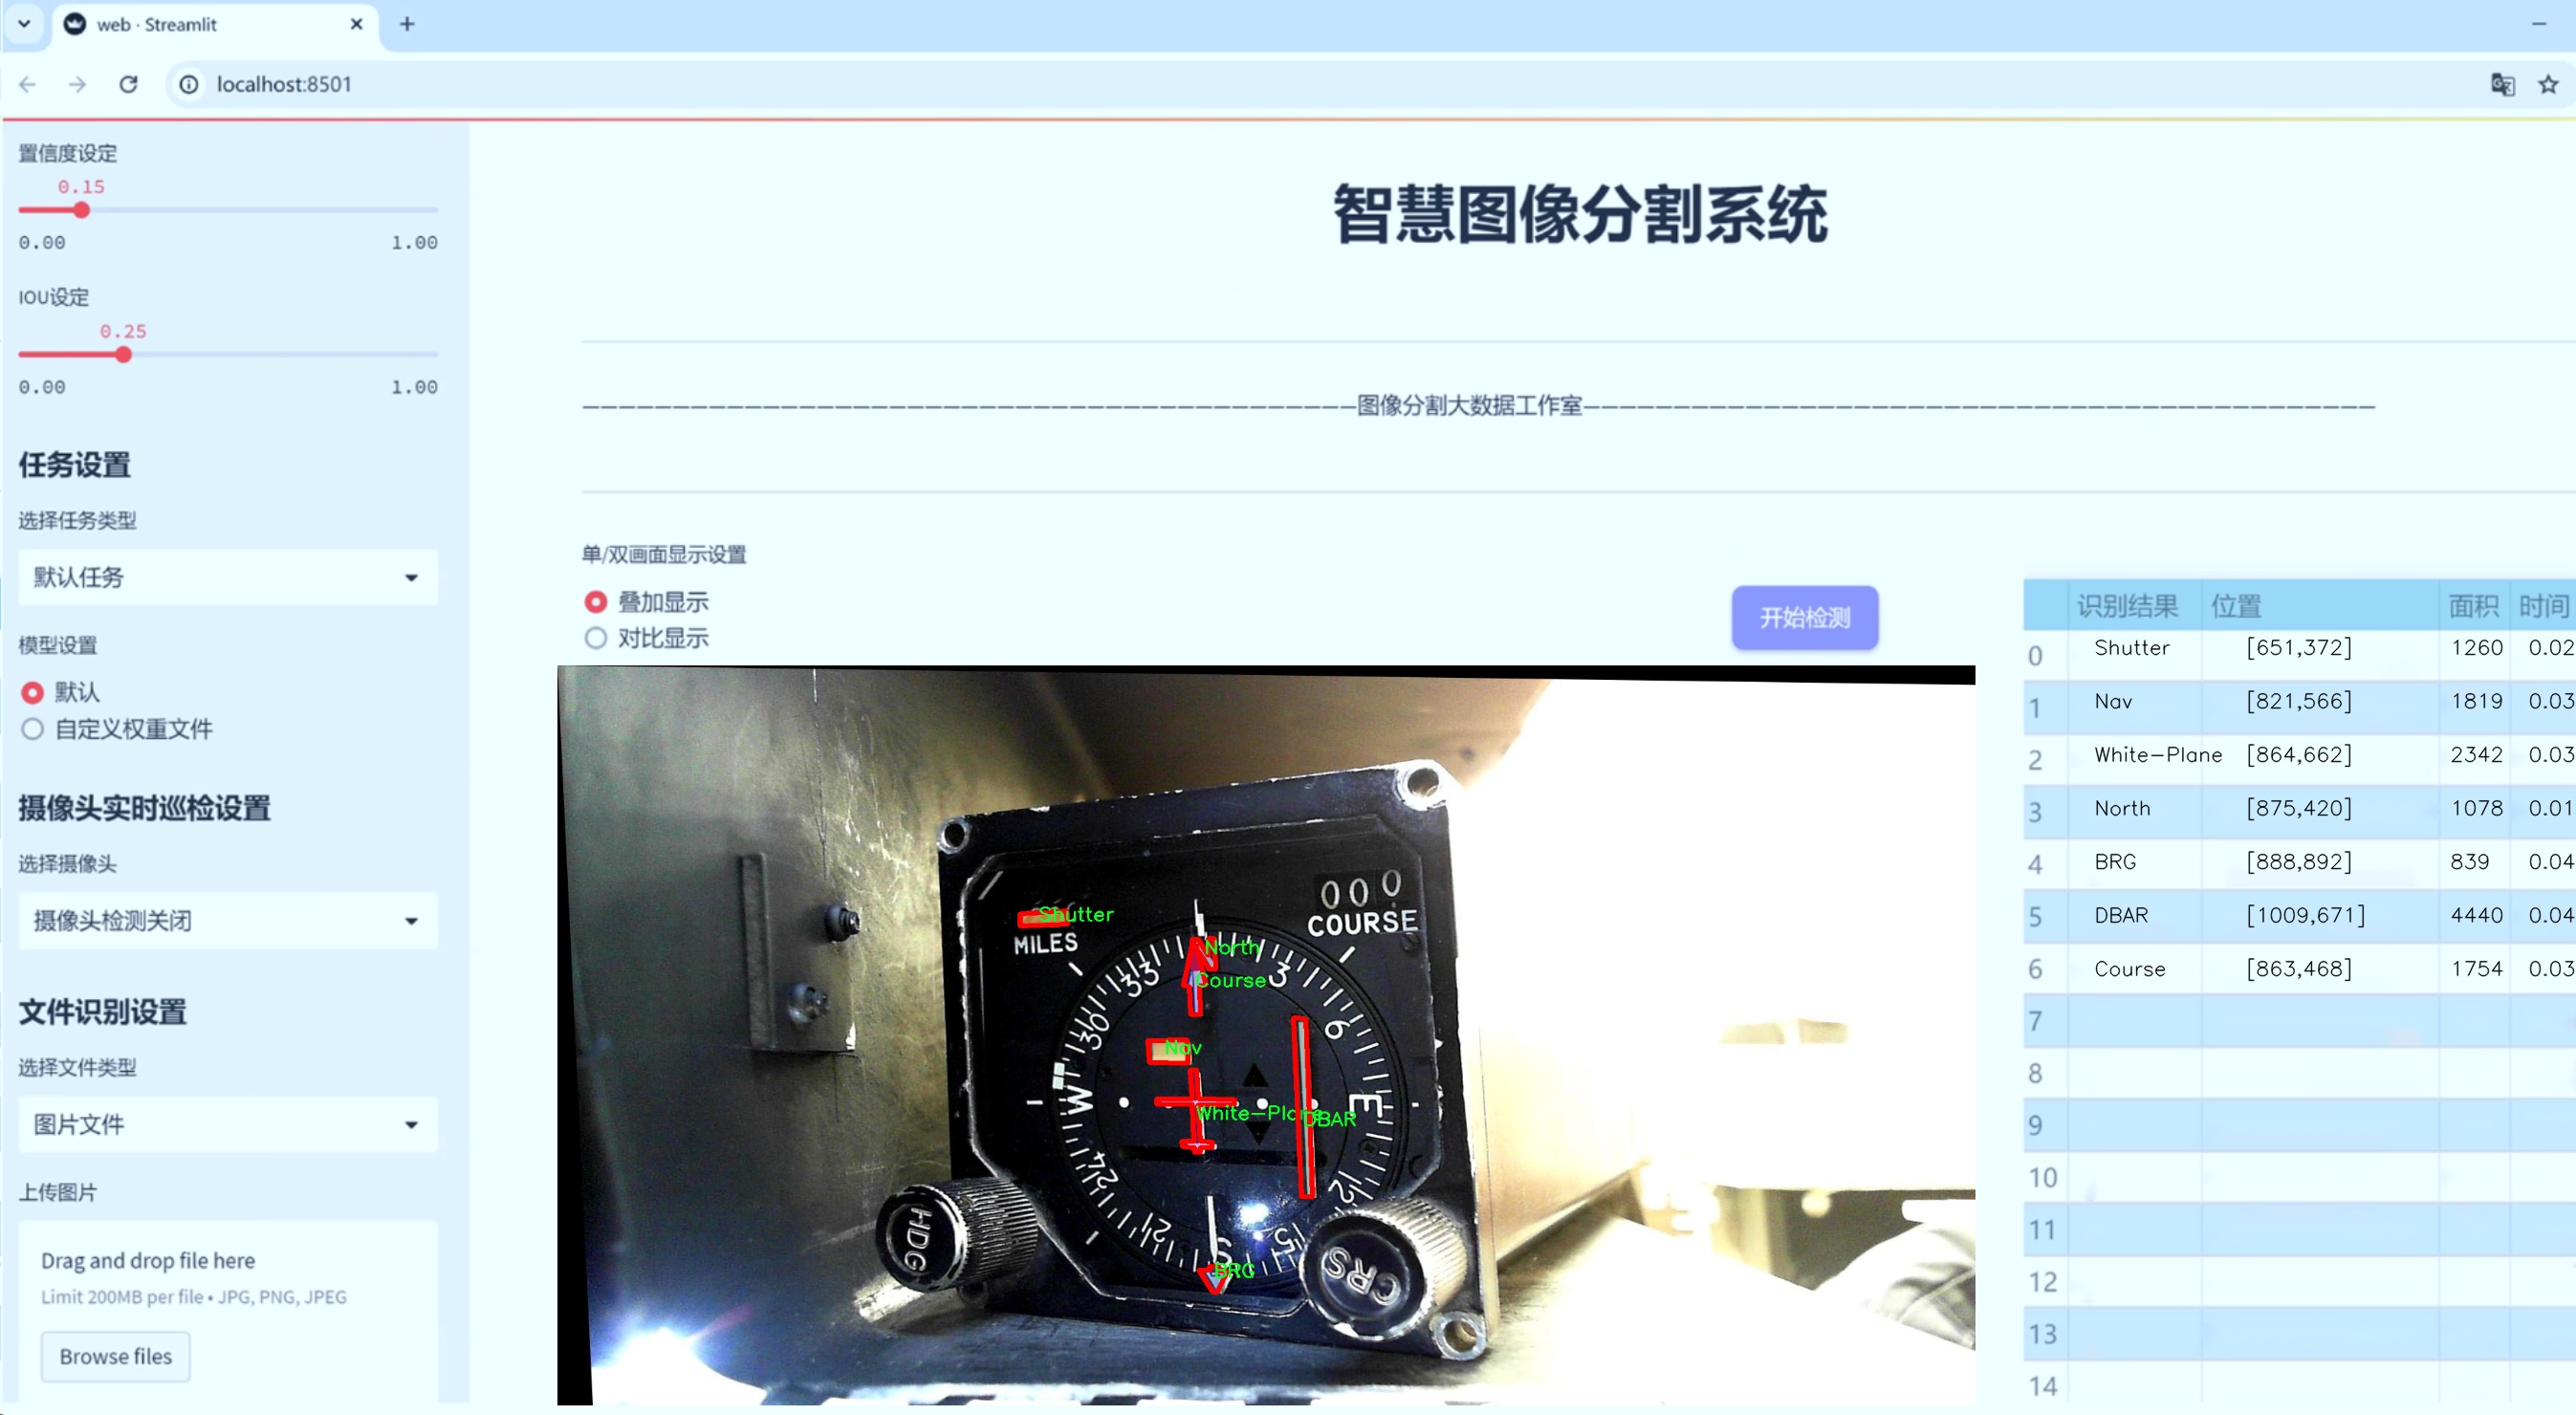 web · Streamlit
localhost:8501
置信度设定
0.15
0.00 1.00
IOU设定
0.25
0.00 1.00
任务设置
选择任务类型
默认任务
模型设置
默认
自定义权重文件
摄像头实时巡检设置
选择摄像头
摄像头检测关闭
文件识别设置
选择文件类型
图片文件
上传图片
Drag and drop file here
Limit 200MB per file • JPG, PNG, JPEG
Browse files
智慧图像分割系统
图像分割大数据工作室
单/双画面显示设置
叠加显示
对比显示
开始检测
000
COURSE
Shutter
MILES
North
Course
33
3
30
6
Nav
W
White-Plane
DBAR
E
24
12
21
S
15
BRG
HDG
CRS
识别结果 位置 面积 时间
0 Shutter [651,372] 1260 0.02
1 Nav [821,566] 1819 0.03
2 White-Plane [864,662] 2342 0.03
3 North [875,420] 1078 0.01
4 BRG [888,892] 839 0.04
5 DBAR [1009,671] 4440 0.04
6 Course [863,468] 1754 0.03
7
8
9
10
11
12
13
14